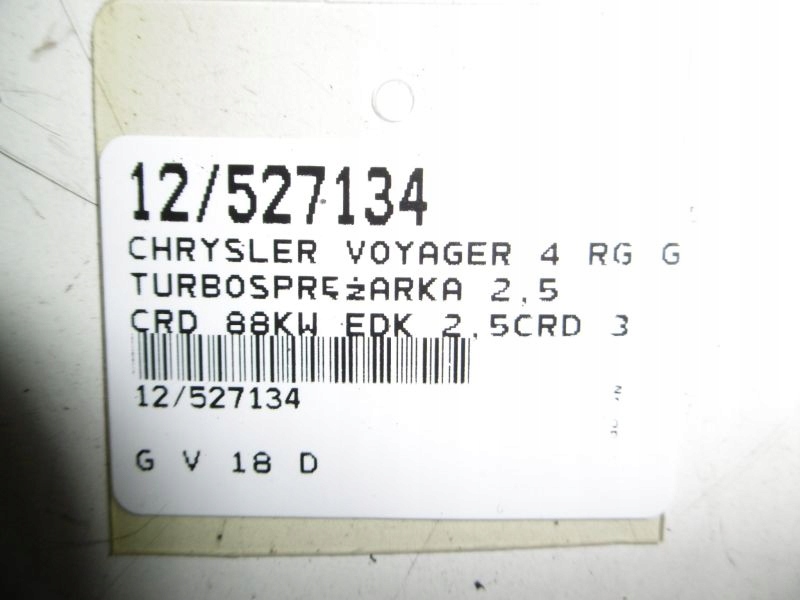 12/527134
CHRYSLER VOYAGER 4 RG G
TURBOSPRĘżARKA 2,5
CRD 88KW EDK 2.5CRD 3
12/527134
G V 18 D